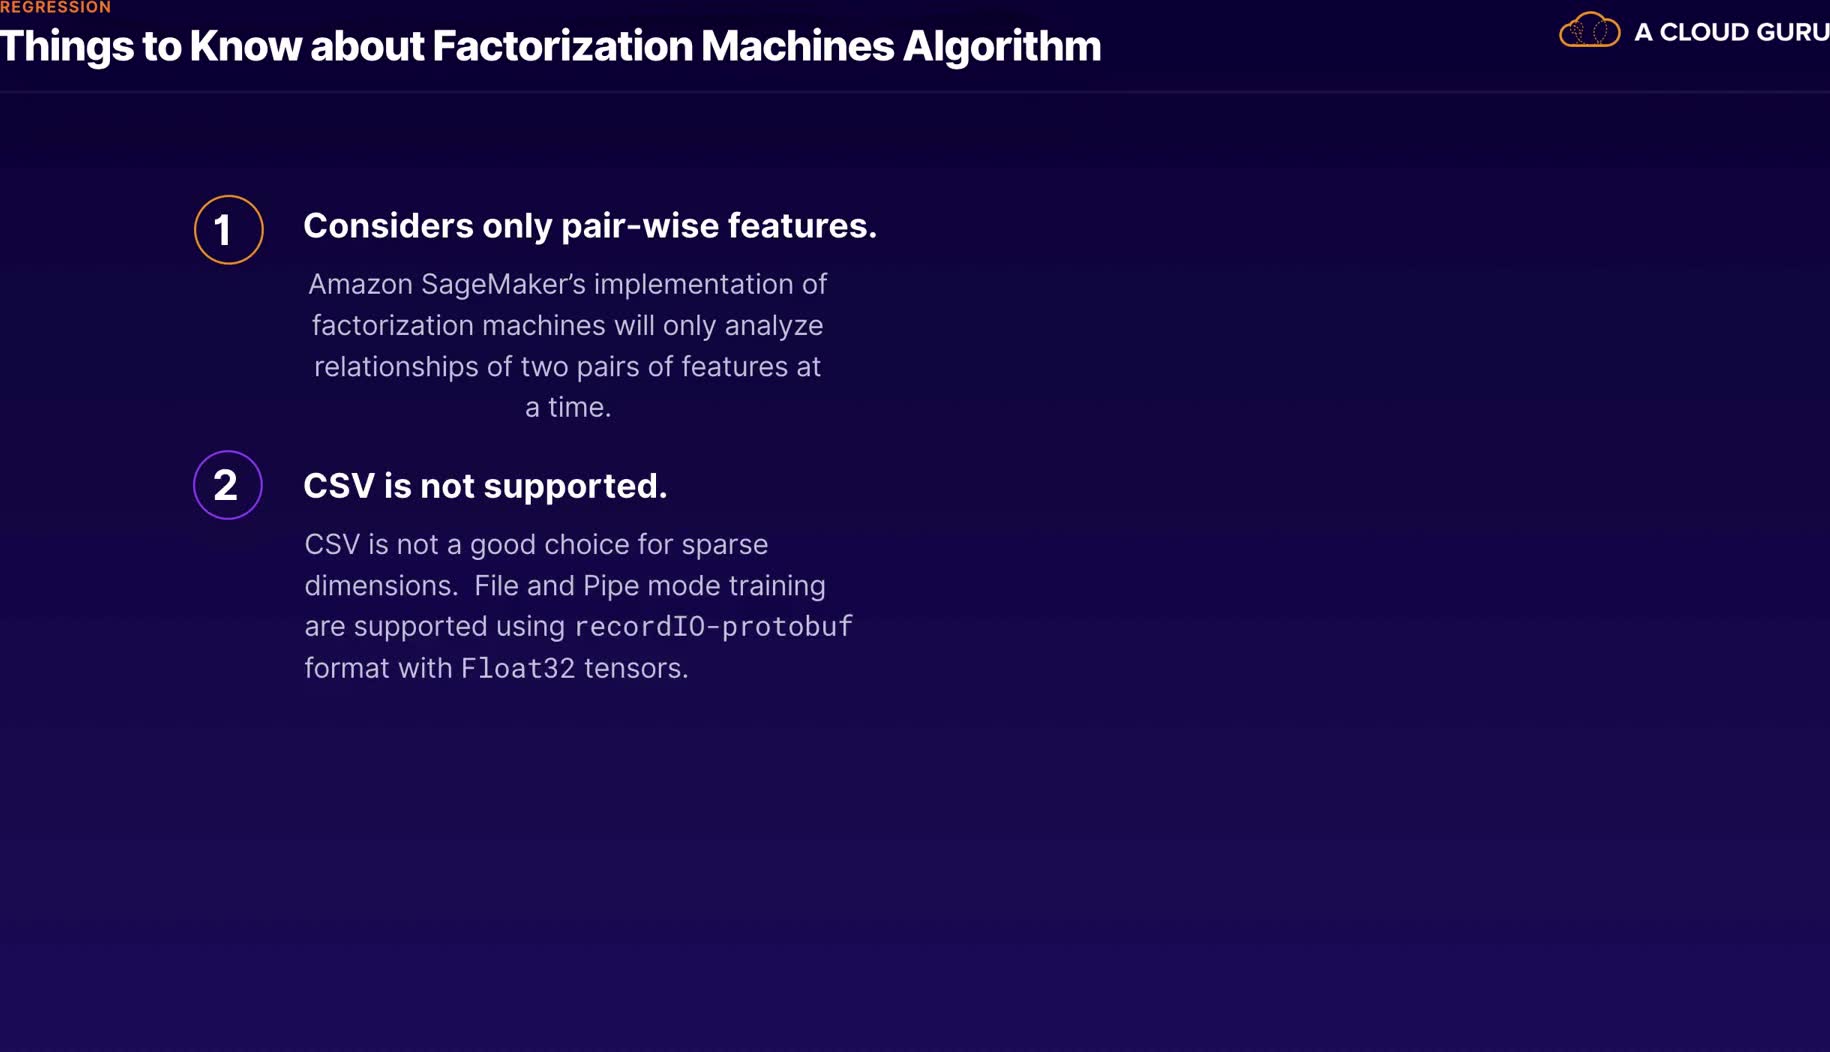 REGRESSION
Things to Know about Factorization Machines Algorithm
A CLOUD GURU
1
Considers only pair-wise features.
Amazon SageMaker’s implementation of
factorization machines will only analyze
relationships of two pairs of features at
a time.
2
CSV is not supported.
CSV is not a good choice for sparse
dimensions.  File and Pipe mode training
are supported using recordIO-protobuf
format with Float32 tensors.